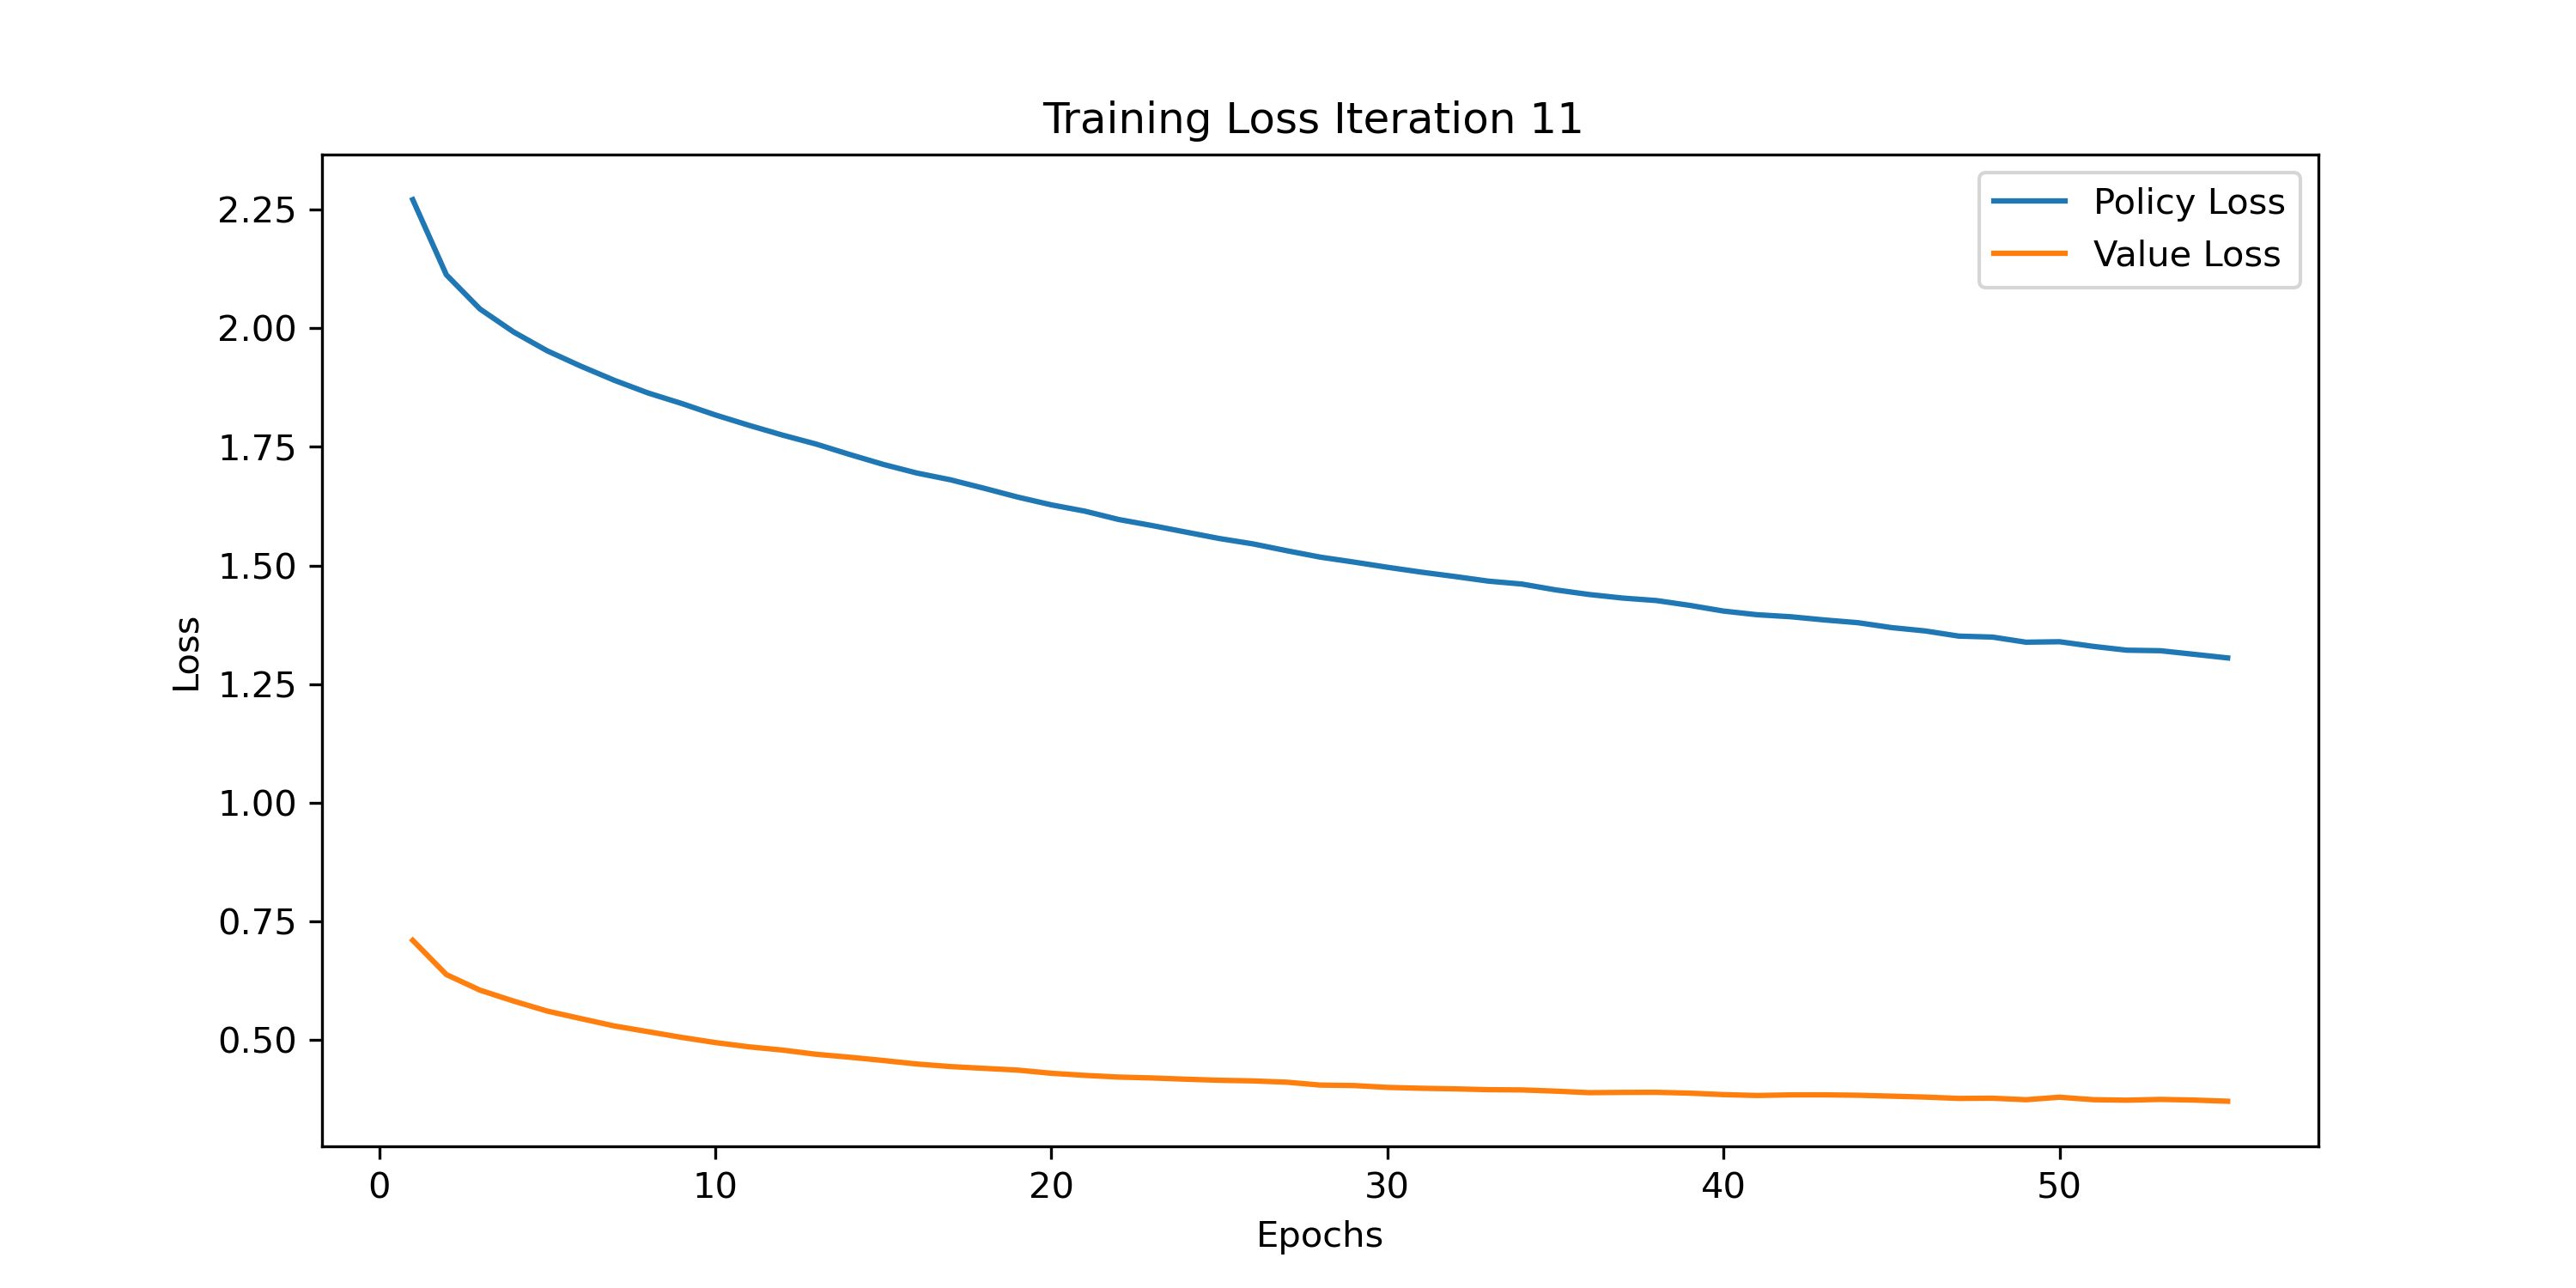 Training Loss Iteration 11
Policy Loss
Value Loss
Loss
2.25
2.00
1.75
1.50
1.25
1.00
0.75
0.50
0 10 20 30 40 50
Epochs